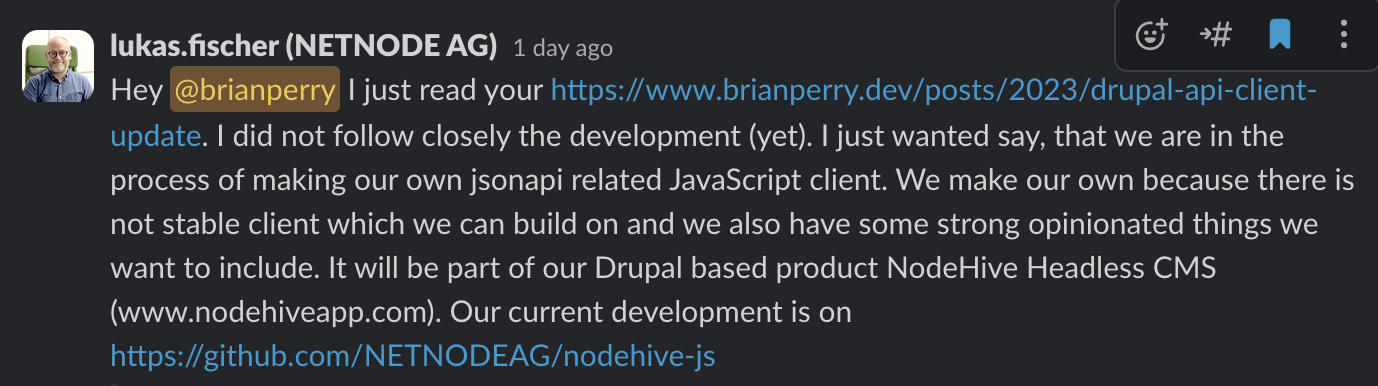 lukas.fischer (NETNODE AG) 1 day ago
Hey @brianperry I just read your https://www.brianperry.dev/posts/2023/drupal-api-client-
update. I did not follow closely the development (yet). I just wanted say, that we are in the
process of making our own jsonapi related JavaScript client. We make our own because there is
not stable client which we can build on and we also have some strong opinionated things we
want to include. It will be part of our Drupal based product NodeHive Headless CMS
(www.nodehiveapp.com). Our current development is on
https://github.com/NETNODEAG/nodehive-js